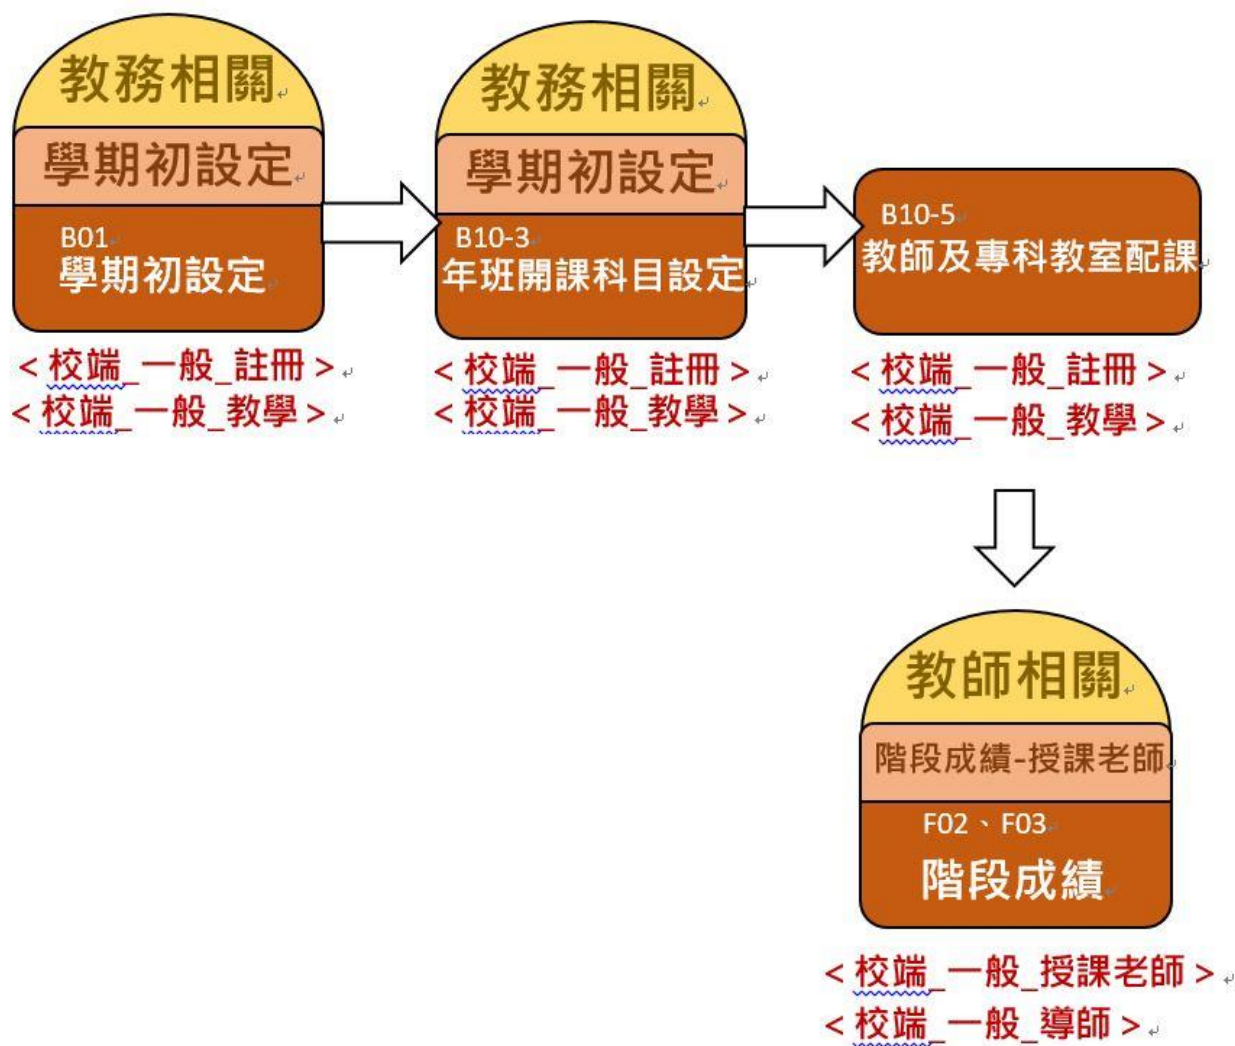 教務相關
學期初設定
B01
學期初設定
<校端_一般_註冊>
<校端_一般_教學>
教務相關
學期初設定
B10-3
年班開課科目設定
<校端_一般_註冊>
<校端_一般_教學>
B10-5
教師及專科教室配課
<校端_一般_註冊>
<校端_一般_教學>
教師相關
階段成績-授課老師
F02、F03
階段成績
<校端_一般_授課老師>
<校端_一般_導師>